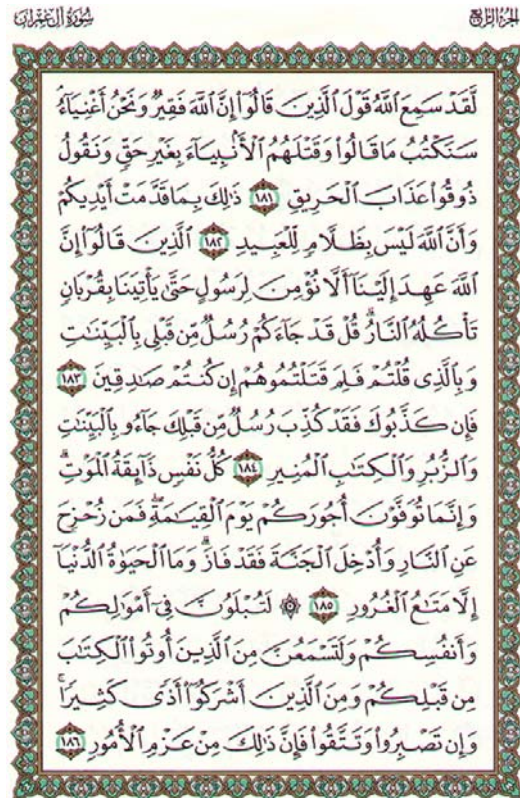 الجزء الرابع
سورة آل عمران
لَّقَدْ سَمِعَ ٱللَّهُ قَوْلَ ٱلَّذِينَ قَالُوٓا۟ إِنَّ ٱللَّهَ فَقِيرٌ وَنَحْنُ أَغْنِيَآءُ ۘ
سَنَكْتُبُ مَا قَالُوا۟ وَقَتْلَهُمُ ٱلْأَنۢبِيَآءَ بِغَيْرِ حَقٍّ وَنَقُولُ
ذُوقُوا۟ عَذَابَ ٱلْحَرِيقِ ١٨١ ذَٰلِكَ بِمَا قَدَّمَتْ أَيْدِيكُمْ
وَأَنَّ ٱللَّهَ لَيْسَ بِظَلَّامٍ لِّلْعَبِيدِ ١٨٢ ٱلَّذِينَ قَالُوٓا۟ إِنَّ
ٱللَّهَ عَهِدَ إِلَيْنَآ أَلَّا نُؤْمِنَ لِرَسُولٍ حَتَّىٰ يَأْتِيَنَا بِقُرْبَانٍ
تَأْكُلُهُ ٱلنَّارُ ۗ قُلْ قَدْ جَآءَكُمْ رُسُلٌ مِّن قَبْلِى بِٱلْبَيِّنَٰتِ
وَبِٱلَّذِى قُلْتُمْ فَلِمَ قَتَلْتُمُوهُمْ إِن كُنتُمْ صَٰدِقِينَ ١٨٣
فَإِن كَذَّبُوكَ فَقَدْ كُذِّبَ رُسُلٌ مِّن قَبْلِكَ جَآءُو بِٱلْبَيِّنَٰتِ
وَٱلزُّبُرِ وَٱلْكِتَٰبِ ٱلْمُنِيرِ ١٨٤ كُلُّ نَفْسٍ ذَآئِقَةُ ٱلْمَوْتِ ۗ
وَإِنَّمَا تُوَفَّوْنَ أُجُورَكُمْ يَوْمَ ٱلْقِيَٰمَةِ ۖ فَمَن زُحْزِحَ
عَنِ ٱلنَّارِ وَأُدْخِلَ ٱلْجَنَّةَ فَقَدْ فَازَ ۗ وَمَا ٱلْحَيَوٰةُ ٱلدُّنْيَآ
إِلَّا مَتَٰعُ ٱلْغُرُورِ ١٨٥ ۞ لَتُبْلَوُنَّ فِىٓ أَمْوَٰلِكُمْ
وَأَنفُسِكُمْ وَلَتَسْمَعُنَّ مِنَ ٱلَّذِينَ أُوتُوا۟ ٱلْكِتَٰبَ
مِن قَبْلِكُمْ وَمِنَ ٱلَّذِينَ أَشْرَكُوٓا۟ أَذًى كَثِيرًا ۚ
وَإِن تَصْبِرُوا۟ وَتَتَّقُوا۟ فَإِنَّ ذَٰلِكَ مِنْ عَزْمِ ٱلْأُمُورِ ١٨٦